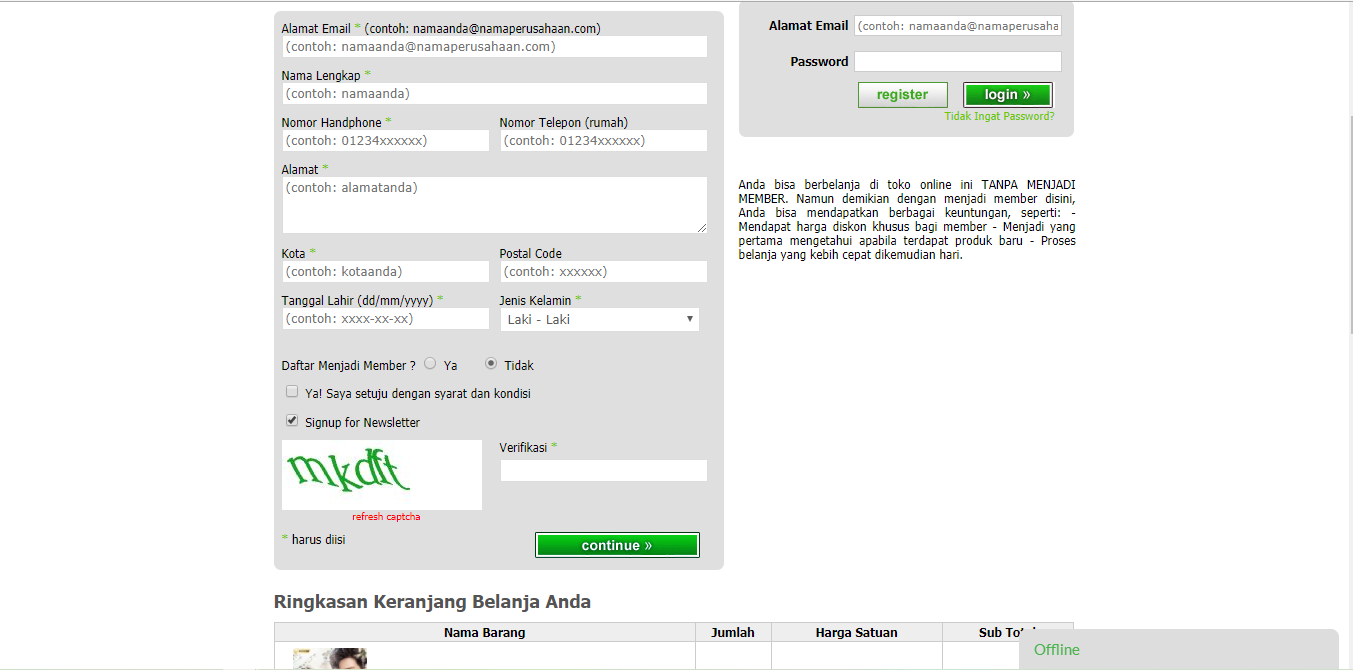 Alamat Email * (contoh: namaanda@namaperusahaan.com)
(contoh: namaanda@namaperusahaan.com)
Nama Lengkap *
(contoh: namaanda)
Nomor Handphone * Nomor Telepon (rumah)
(contoh: 01234xxxxxx) (contoh: 01234xxxxxx)
Alamat *
(contoh: alamatanda)
Kota * Postal Code
(contoh: kotaanda) (contoh: xxxxxx)
Tanggal Lahir (dd/mm/yyyy) * Jenis Kelamin *
(contoh: xxxx-xx-xx) Laki - Laki
Daftar Menjadi Member ? Ya Tidak
Ya! Saya setuju dengan syarat dan kondisi
Signup for Newsletter
Verifikasi *
mkdft
refresh captcha
* harus diisi
continue »
Alamat Email (contoh: namaanda@namaperusaha
Password
register login »
Tidak Ingat Password?
Anda bisa berbelanja di toko online ini TANPA MENJADI
MEMBER. Namun demikian dengan menjadi member disini,
Anda bisa mendapatkan berbagai keuntungan, seperti: -
Mendapat harga diskon khusus bagi member - Menjadi yang
pertama mengetahui apabila terdapat produk baru - Proses
belanja yang kebih cepat dikemudian hari.
Ringkasan Keranjang Belanja Anda
Nama Barang Jumlah Harga Satuan Sub Total
Offline